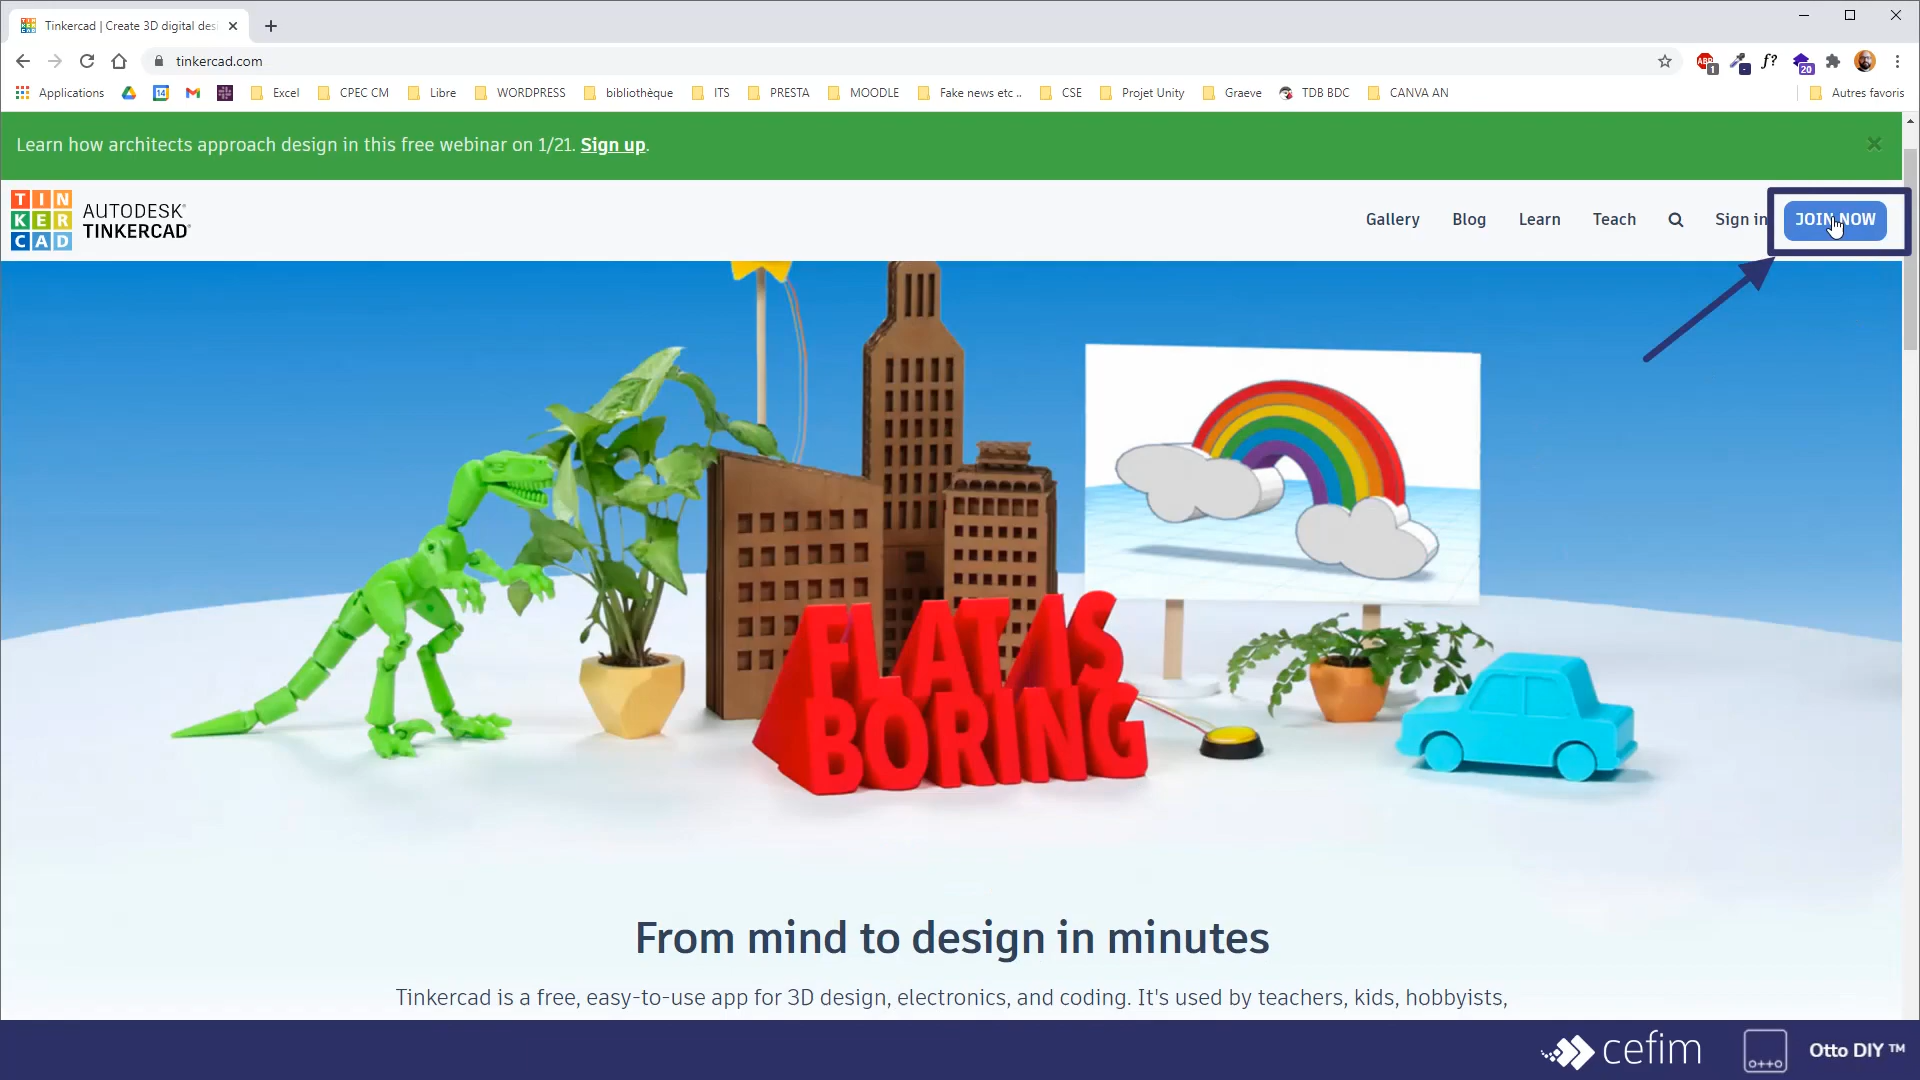 Tinkercad | Create 3D digital des
tinkercad.com
ABP 1 f? 20
Applications 14 Excel CPEC CM Libre WORDPRESS bibliothèque ITS PRESTA MOODLE Fake news etc .. CSE Projet Unity Graeve TDB BDC CANVA AN Autres favoris
Learn how architects approach design in this free webinar on 1/21. Sign up.
TIN
KER
CAD
AUTODESK®
TINKERCAD®
Gallery Blog Learn Teach Sign in JOIN NOW
FLAT IS
BORING
From mind to design in minutes
Tinkercad is a free, easy-to-use app for 3D design, electronics, and coding. It's used by teachers, kids, hobbyists,
cefim Otto DIY ™